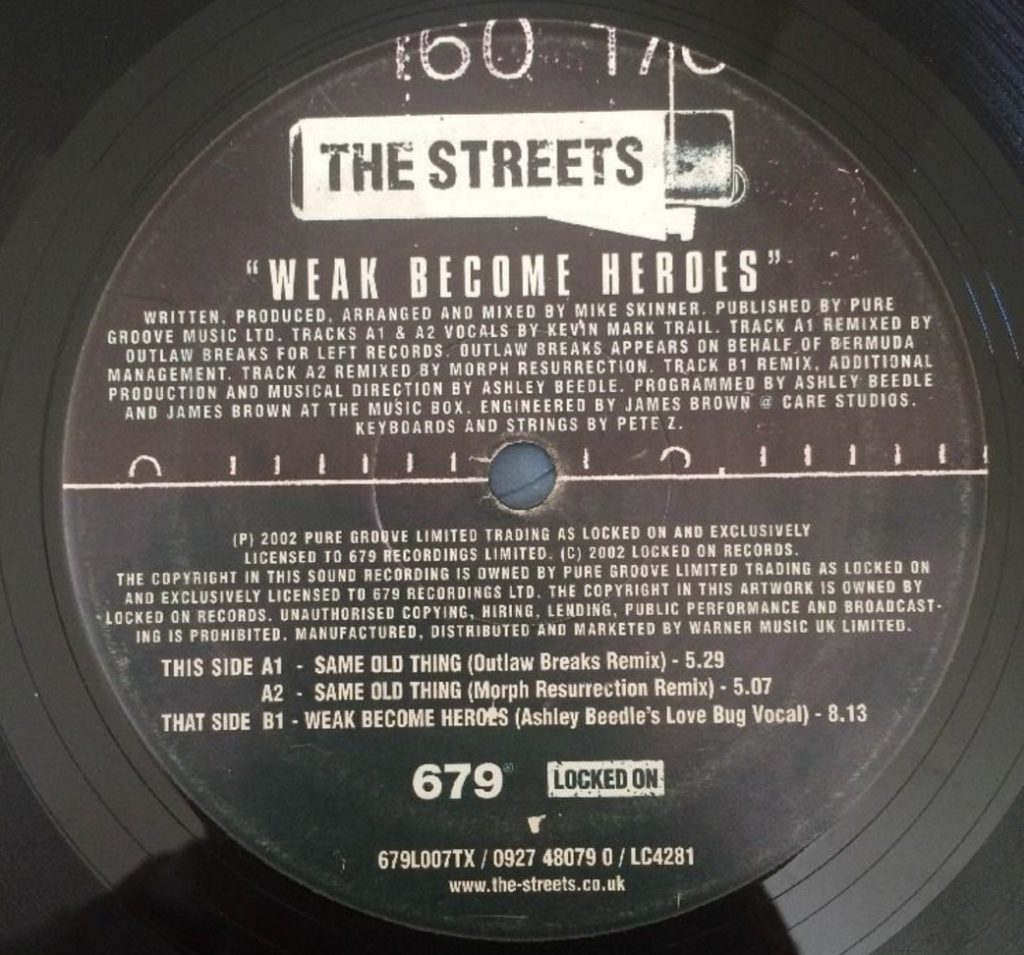 160 170
THE STREETS
"WEAK BECOME HEROES"
WRITTEN, PRODUCED, ARRANGED AND MIXED BY MIKE SKINNER. PUBLISHED BY PURE
GROOVE MUSIC LTD. TRACKS A1 & A2 VOCALS BY KEVIN MARK TRAIL. TRACK A1 REMIXED BY
OUTLAW BREAKS FOR LEFT RECORDS. OUTLAW BREAKS APPEARS ON BEHALF OF BERMUDA
MANAGEMENT. TRACK A2 REMIXED BY MORPH RESURRECTION. TRACK B1 REMIX, ADDITIONAL
PRODUCTION AND MUSICAL DIRECTION BY ASHLEY BEEDLE. PROGRAMMED BY ASHLEY BEEDLE
AND JAMES BROWN AT THE MUSIC BOX. ENGINEERED BY JAMES BROWN @ CARE STUDIOS.
KEYBOARDS AND STRINGS BY PETE Z.
(P) 2002 PURE GROOVE LIMITED TRADING AS LOCKED ON AND EXCLUSIVELY
LICENSED TO 679 RECORDINGS LIMITED. (C) 2002 LOCKED ON RECORDS.
THE COPYRIGHT IN THIS SOUND RECORDING IS OWNED BY PURE GROOVE LIMITED TRADING AS LOCKED ON
AND EXCLUSIVELY LICENSED TO 679 RECORDINGS LTD. THE COPYRIGHT IN THIS ARTWORK IS OWNED BY
LOCKED ON RECORDS. UNAUTHORISED COPYING, HIRING, LENDING, PUBLIC PERFORMANCE AND BROADCAST-
ING IS PROHIBITED. MANUFACTURED, DISTRIBUTED AND MARKETED BY WARNER MUSIC UK LIMITED.
THIS SIDE A1 - SAME OLD THING (Outlaw Breaks Remix) - 5.29
A2 - SAME OLD THING (Morph Resurrection Remix) - 5.07
THAT SIDE B1 - WEAK BECOME HEROES (Ashley Beedle's Love Bug Vocal) - 8.13
679® LOCKED ON
679L007TX / 0927 48079 0 / LC4281
www.the-streets.co.uk